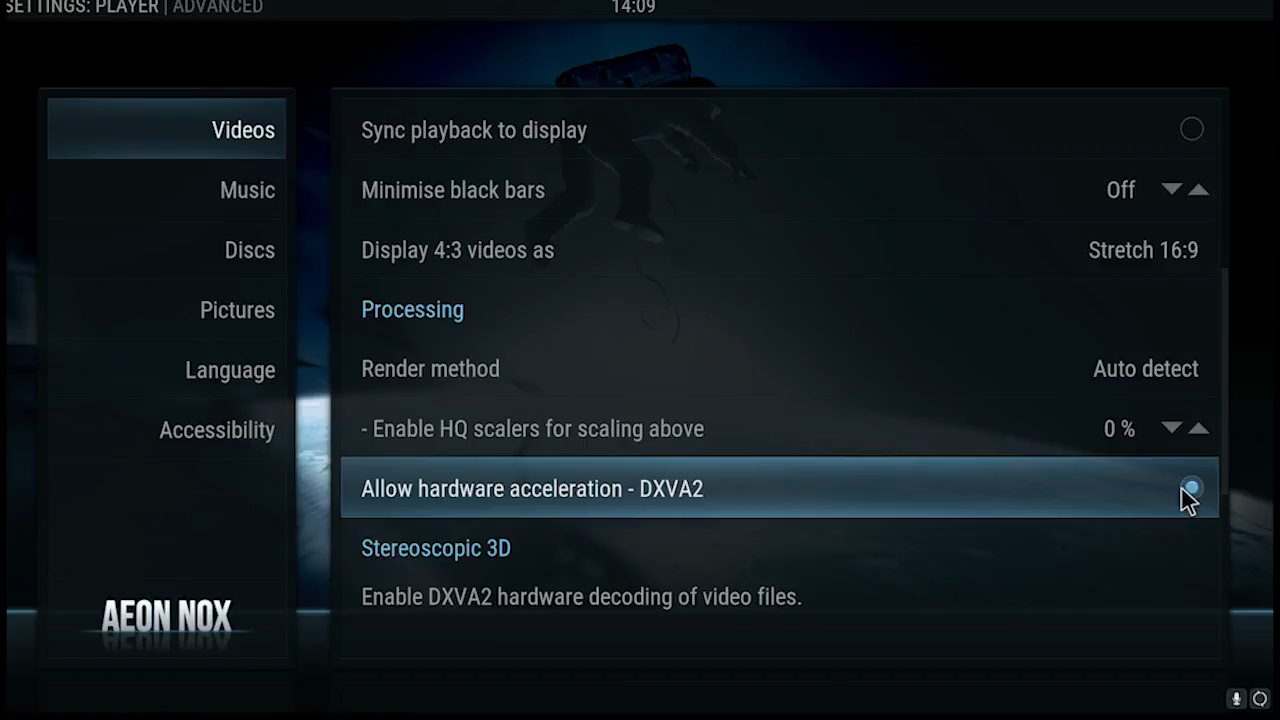 SETTINGS: PLAYER | ADVANCED
14:09
Videos
Music
Discs
Pictures
Language
Accessibility
AEON NOX
Sync playback to display
Minimise black bars Off
Display 4:3 videos as Stretch 16:9
Processing
Render method Auto detect
- Enable HQ scalers for scaling above 0 %
Allow hardware acceleration - DXVA2
Stereoscopic 3D
Enable DXVA2 hardware decoding of video files.